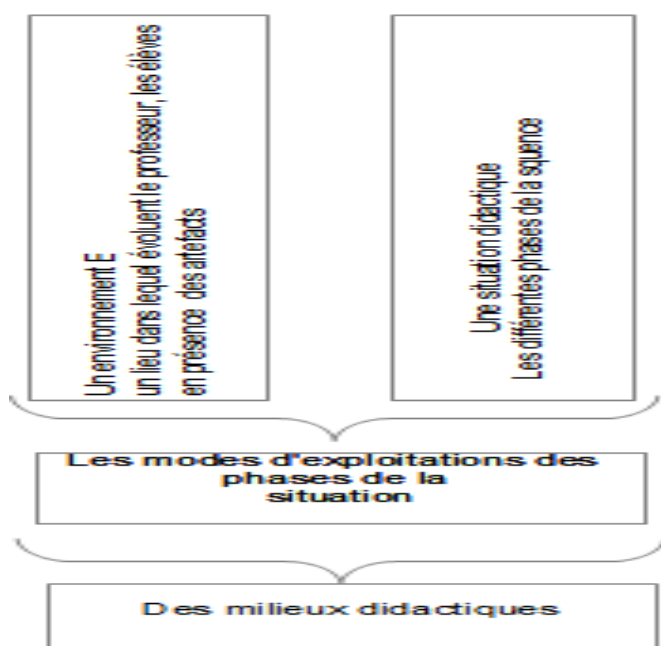 Un environnement E
un lieu dans lequel évoluent le professeur, les élèves
en présence des artefacts
Une situation didactique
Les différentes phases de la squence
Les modes d'exploitations des
phases de la
situation
Des milieux didactiques